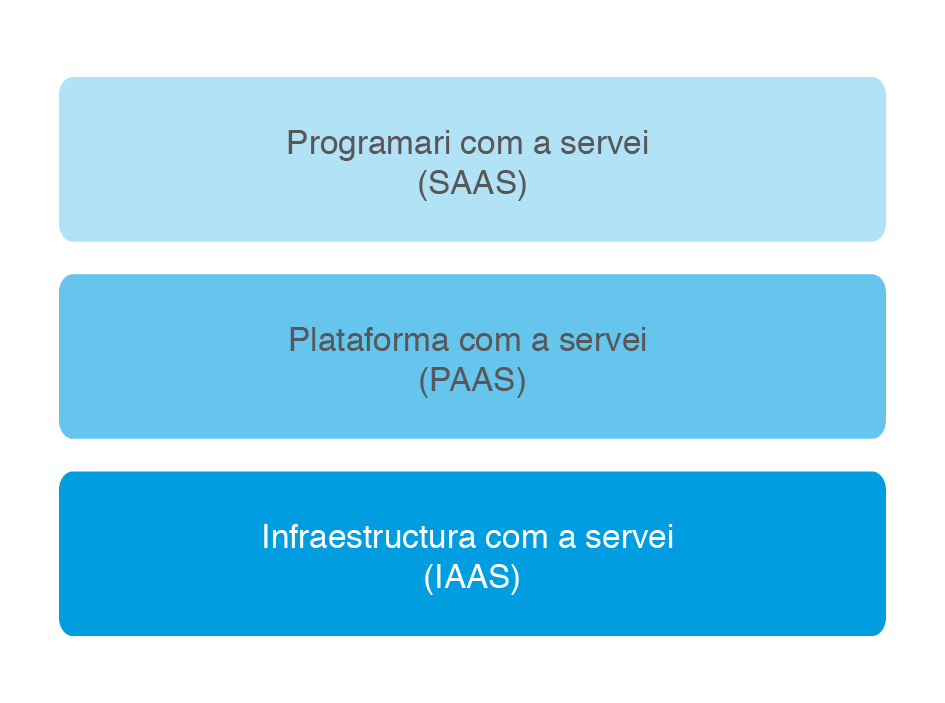 Programari com a servei
(SAAS)
Plataforma com a servei
(PAAS)
Infraestructura com a servei
(IAAS)